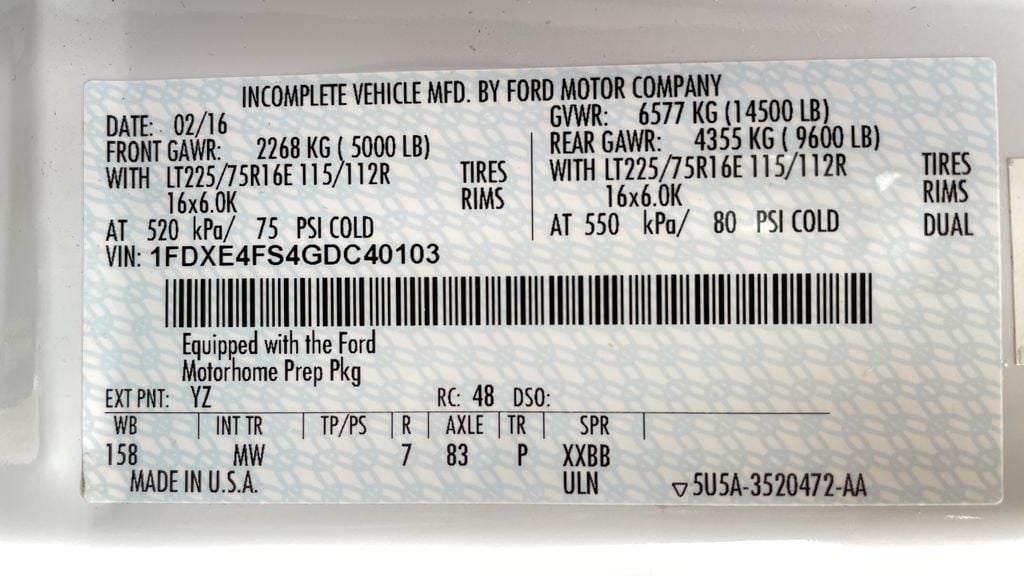 INCOMPLETE VEHICLE MFD. BY FORD MOTOR COMPANY
DATE: 02/16 GVWR: 6577 KG (14500 LB)
FRONT GAWR: 2268 KG ( 5000 LB) REAR GAWR: 4355 KG ( 9600 LB)
WITH LT225/75R16E 115/112R TIRES WITH LT225/75R16E 115/112R TIRES
16x6.0K RIMS 16x6.0K RIMS
AT 520 kPa/ 75 PSI COLD AT 550 kPa/ 80 PSI COLD DUAL
VIN: 1FDXE4FS4GDC40103
Equipped with the Ford
Motorhome Prep Pkg
EXT PNT: YZ RC: 48 DSO:
WB INT TR TP/PS R AXLE TR SPR
158 MW 7 83 P XXBB
MADE IN U.S.A. ULN ▽5U5A-3520472-AA